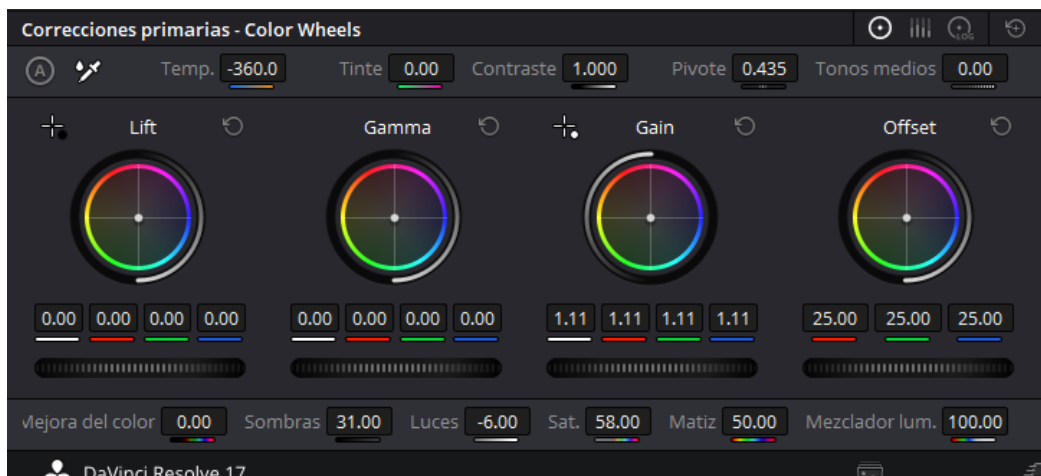 Correcciones primarias - Color Wheels
LOG
A Temp. -360.0 Tinte 0.00 Contraste 1.000 Pivote 0.435 Tonos medios 0.00
Lift Gamma Gain Offset
0.00 0.00 0.00 0.00 0.00 0.00 0.00 0.00 1.11 1.11 1.11 1.11 25.00 25.00 25.00
Mejora del color 0.00 Sombras 31.00 Luces -6.00 Sat. 58.00 Matiz 50.00 Mezclador lum. 100.00
DaVinci Resolve 17